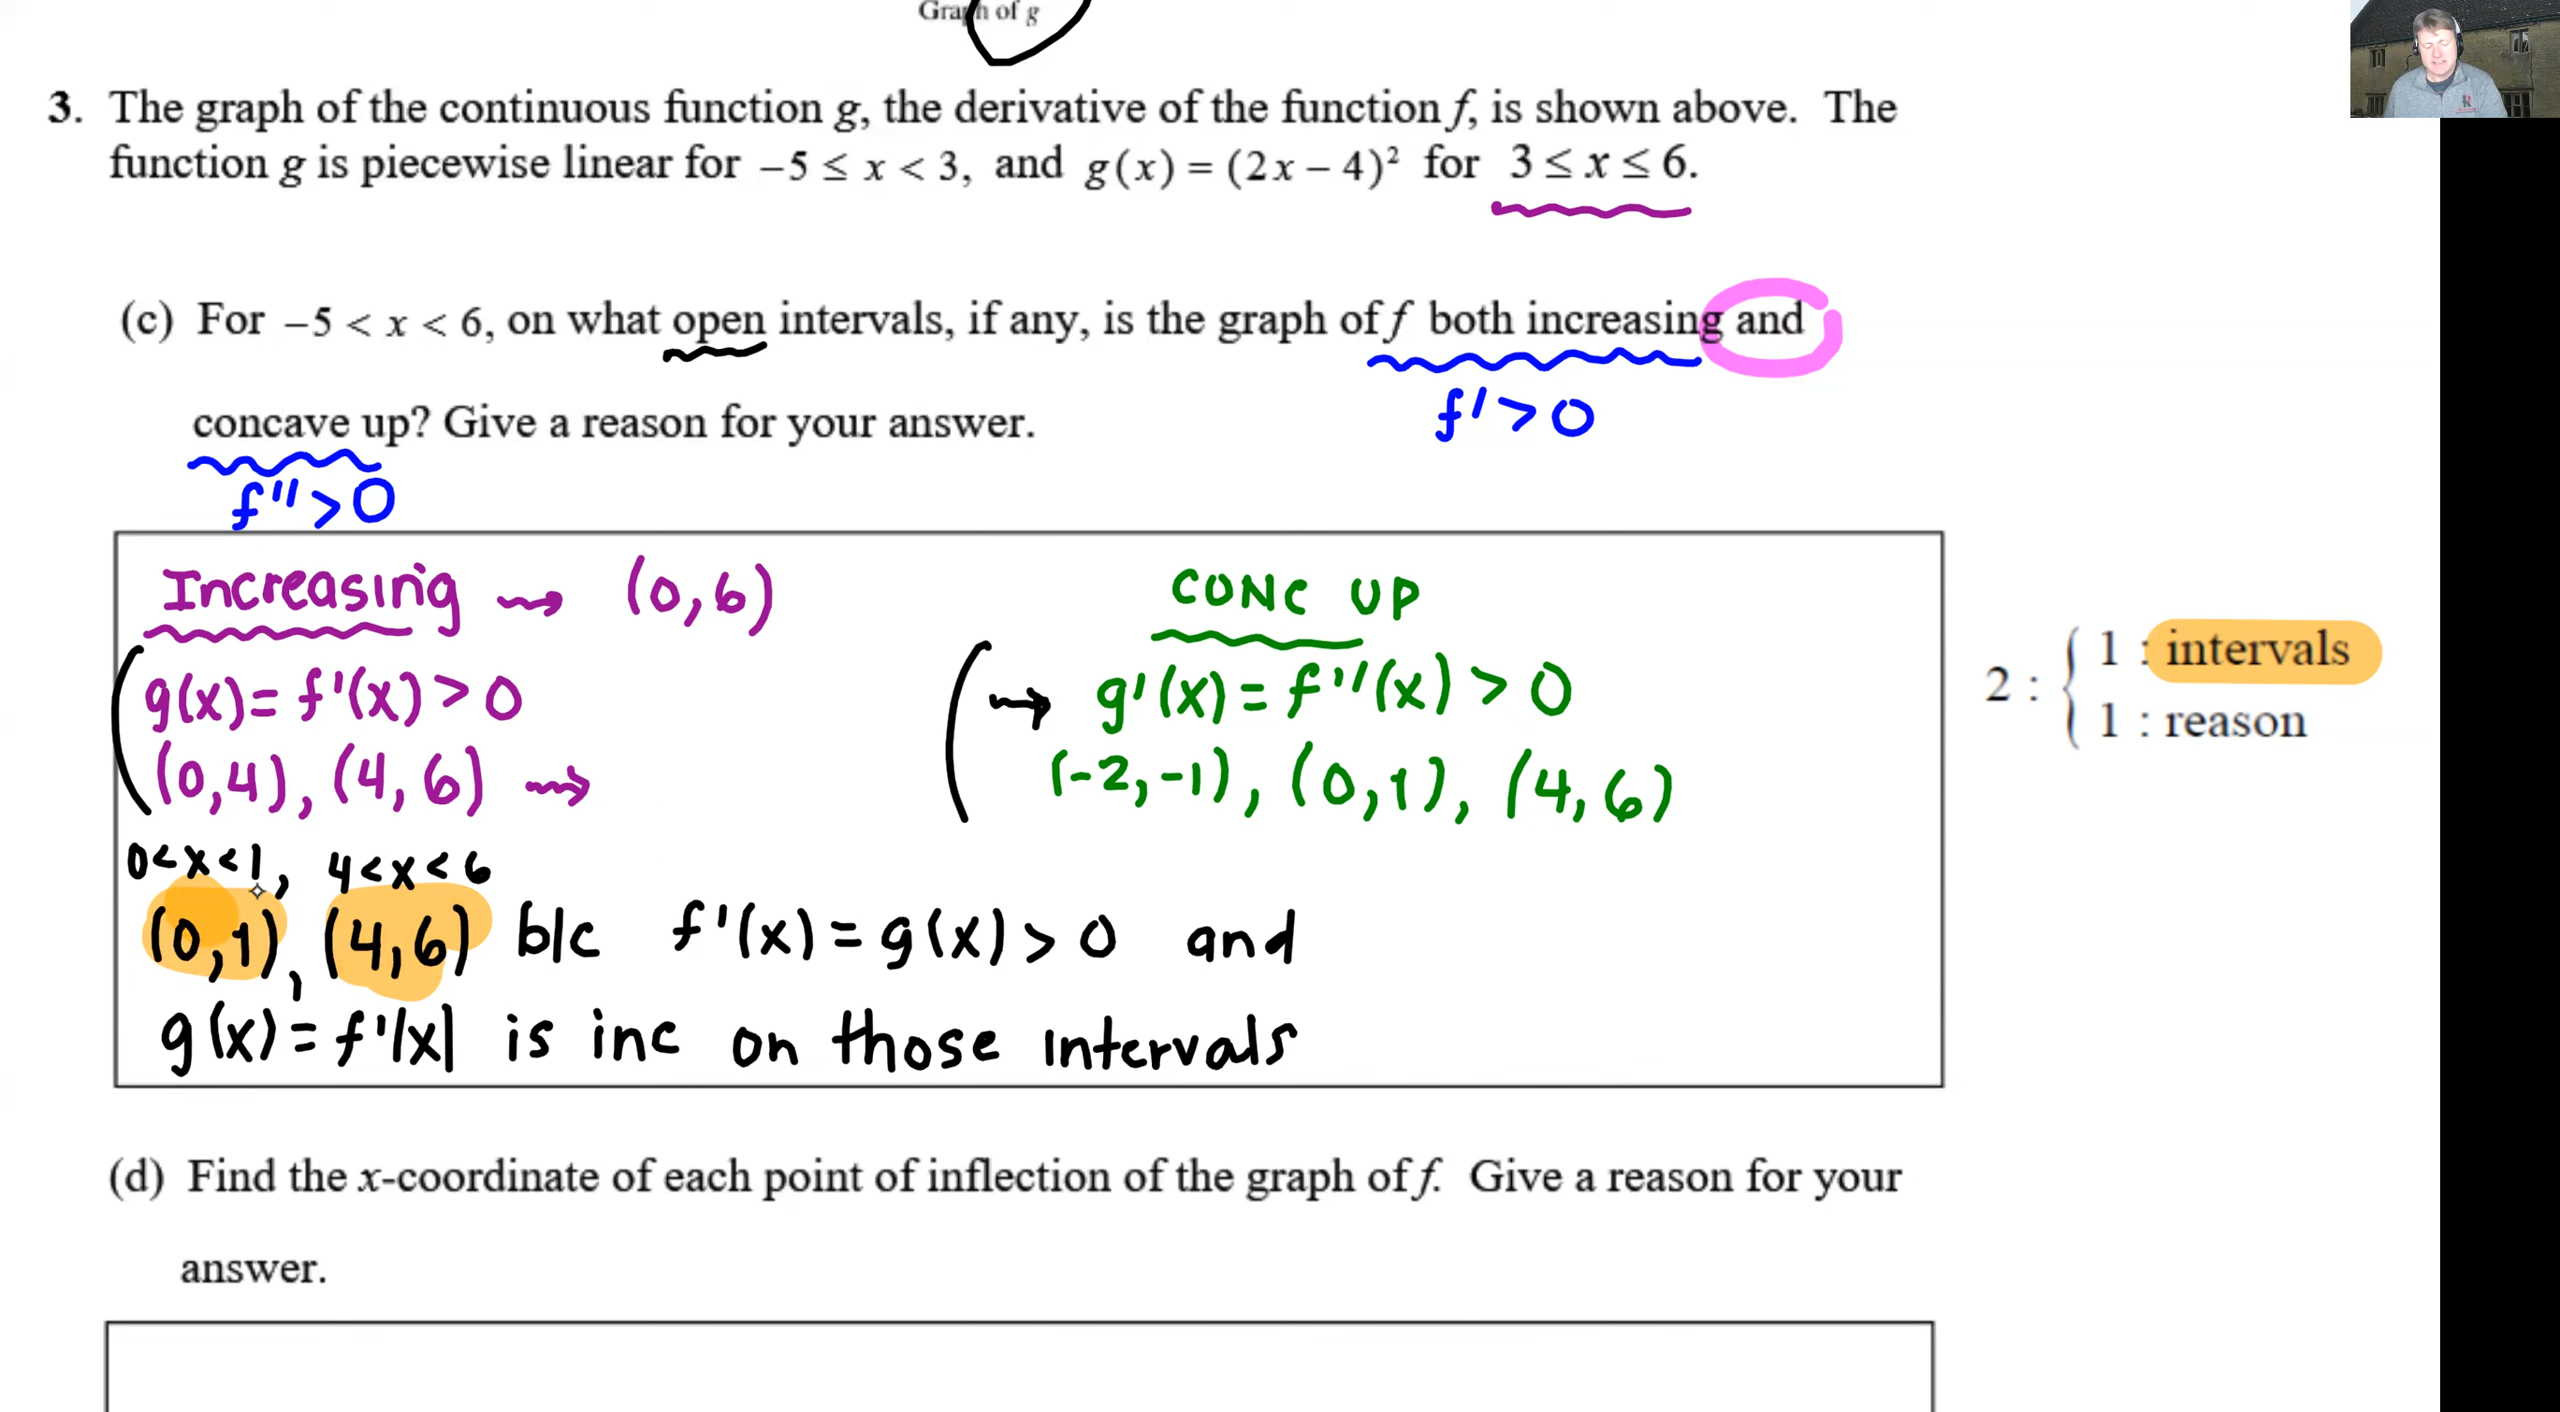 Graph of g
3. The graph of the continuous function g, the derivative of the function f, is shown above. The
function g is piecewise linear for −5 ≤ x < 3, and g(x) = (2x − 4)² for 3 ≤ x ≤ 6.
(c) For −5 < x < 6, on what open intervals, if any, is the graph of f both increasing and
f'>0
concave up? Give a reason for your answer.
f''>0
Increasing → (0,6)
g(x) = f'(x) > 0
(0,4), (4,6) →
CONC UP
→ g'(x) = f''(x) > 0
(-2,-1), (0,1), (4,6)
0<x<1, 4<x<6
(0,1), (4,6) b/c f'(x) = g(x) > 0 and
g(x) = f'(x) is inc on those intervals
2 : { 1 : intervals
1 : reason
(d) Find the x-coordinate of each point of inflection of the graph of f. Give a reason for your
answer.